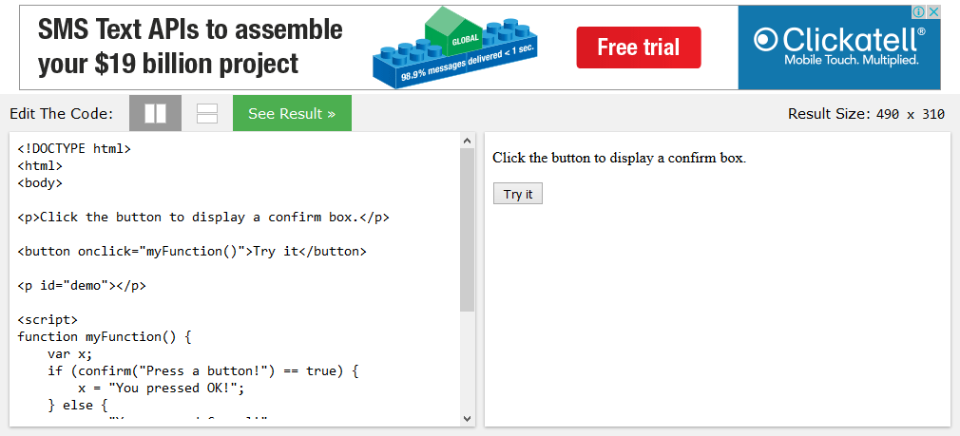 SMS Text APIs to assemble
your $19 billion project
GLOBAL
98.9% messages delivered < 1 sec.
Free trial
Clickatell®
Mobile Touch. Multiplied.
Edit The Code:
See Result »
Result Size: 490 x 310
<!DOCTYPE html>
<html>
<body>
<p>Click the button to display a confirm box.</p>
<button onclick="myFunction()">Try it</button>
<p id="demo"></p>
<script>
function myFunction() {
    var x;
    if (confirm("Press a button!") == true) {
        x = "You pressed OK!";
    } else {
Click the button to display a confirm box.
Try it